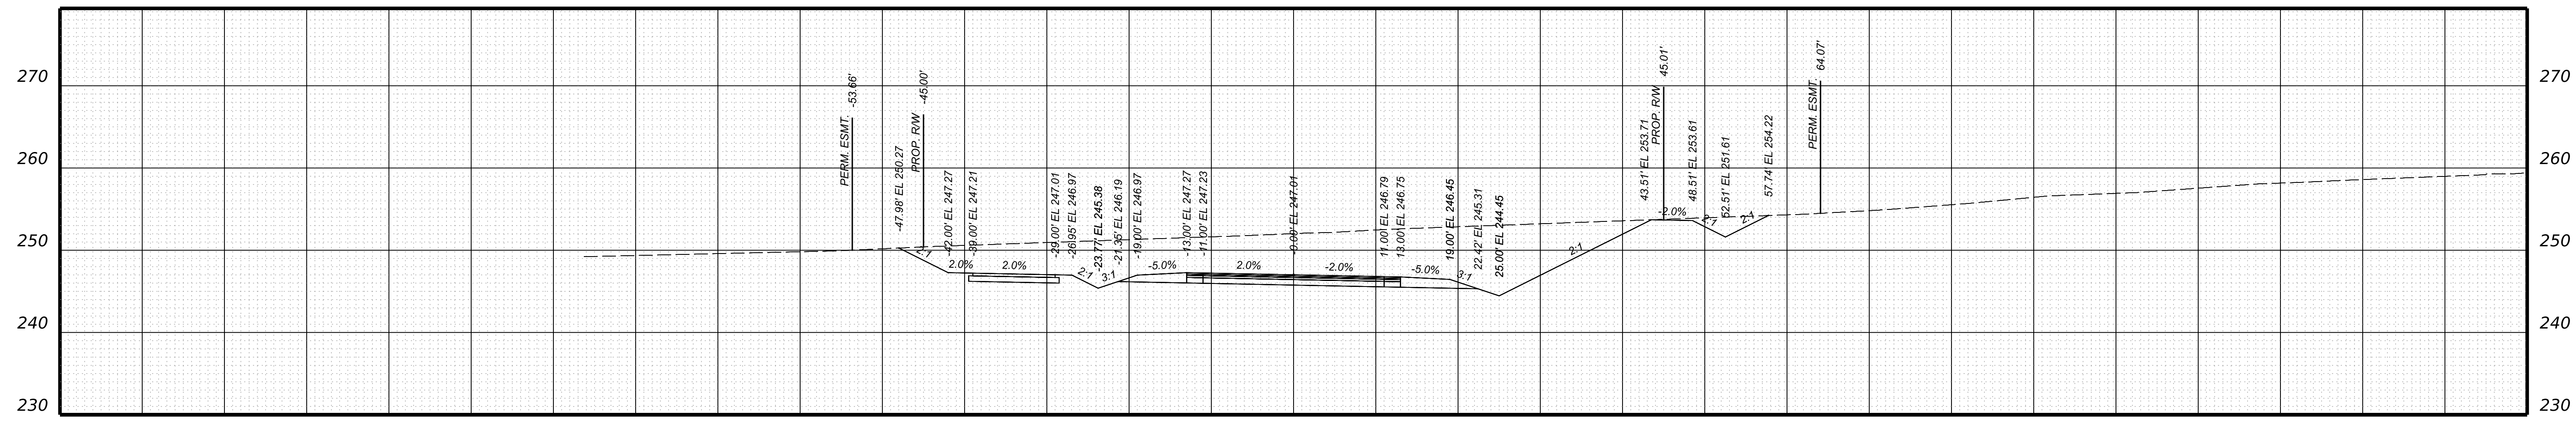 270
260
250
240
230
PERM. ESMT.
-53.66'
-47.98' EL 250.27
PROP. R/W
-45.00'
-42.00' EL 247.27
-39.00' EL 247.21
-29.00' EL 247.01
-26.95' EL 246.97
-23.77' EL 245.38
-21.35' EL 246.19
-19.00' EL 246.97
-13.00' EL 247.27
-11.00' EL 247.23
-0.00' EL 247.01
11.00' EL 246.79
13.00' EL 246.75
19.00' EL 246.45
22.42' EL 245.31
25.00' EL 244.45
43.51' EL 253.71
PROP. R/W
45.01'
48.51' EL 253.61
52.51' EL 251.61
57.74' EL 254.22
PERM. ESMT.
64.07'
2:1
2.0%
2.0%
2:1
3:1
-5.0%
2.0%
-2.0%
-5.0%
3:1
2:1
-2.0%
2:1
2:1
270
260
250
240
230